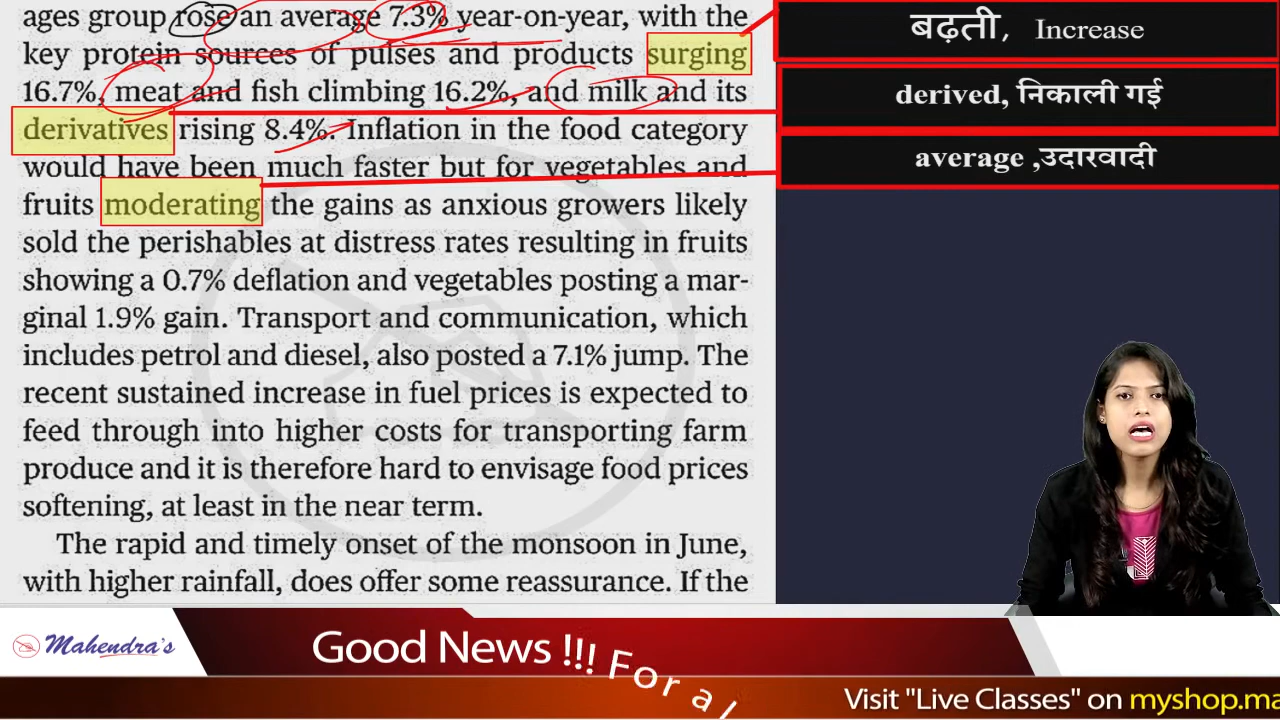 ages group rose an average 7.3% year-on-year, with the
key protein sources of pulses and products surging
16.7%, meat and fish climbing 16.2%, and milk and its
derivatives rising 8.4%. Inflation in the food category
would have been much faster but for vegetables and
fruits moderating the gains as anxious growers likely
sold the perishables at distress rates resulting in fruits
showing a 0.7% deflation and vegetables posting a mar-
ginal 1.9% gain. Transport and communication, which
includes petrol and diesel, also posted a 7.1% jump. The
recent sustained increase in fuel prices is expected to
feed through into higher costs for transporting farm
produce and it is therefore hard to envisage food prices
softening, at least in the near term.
The rapid and timely onset of the monsoon in June,
with higher rainfall, does offer some reassurance. If the
बढ़ती, Increase
derived, निकाली गई
average ,उदारवादी
Mahendra's
Good News !!! For al
Visit "Live Classes" on myshop.ma